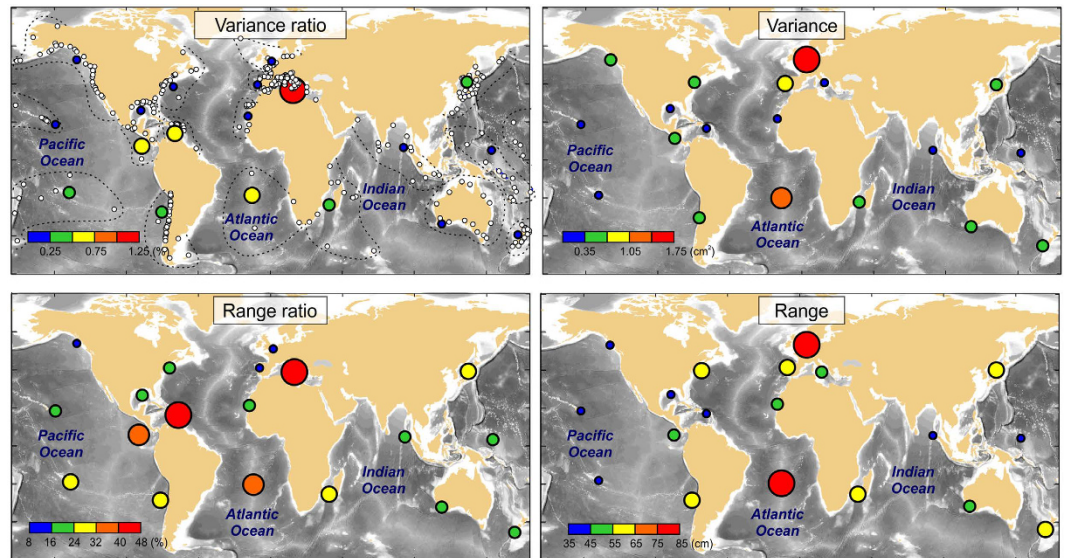 Variance ratio
Pacific
Ocean
Atlantic
Ocean
Indian
Ocean
0.25 0.75 1.25 (%)
Variance
Pacific
Ocean
Atlantic
Ocean
Indian
Ocean
0.35 1.05 1.75 (cm²)
Range ratio
Pacific
Ocean
Atlantic
Ocean
Indian
Ocean
8 16 24 32 40 48 (%)
Range
Pacific
Ocean
Atlantic
Ocean
Indian
Ocean
35 45 55 65 75 85 (cm)